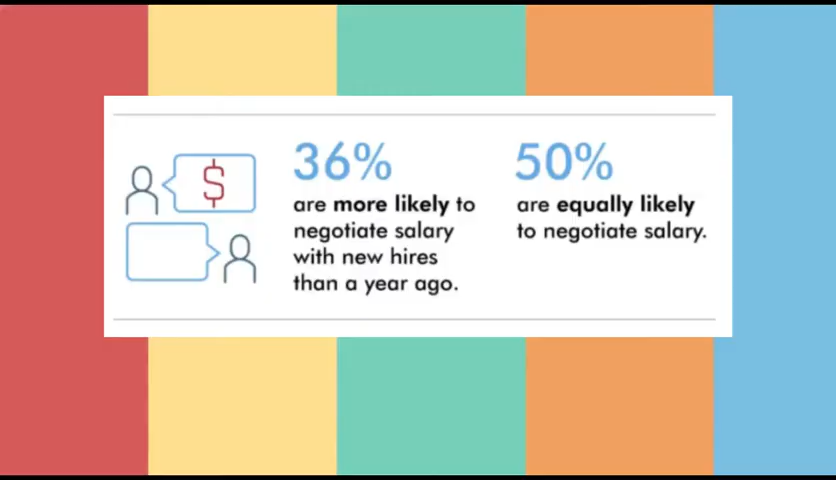 $
36%
are more likely to
negotiate salary
with new hires
than a year ago.
50%
are equally likely
to negotiate salary.